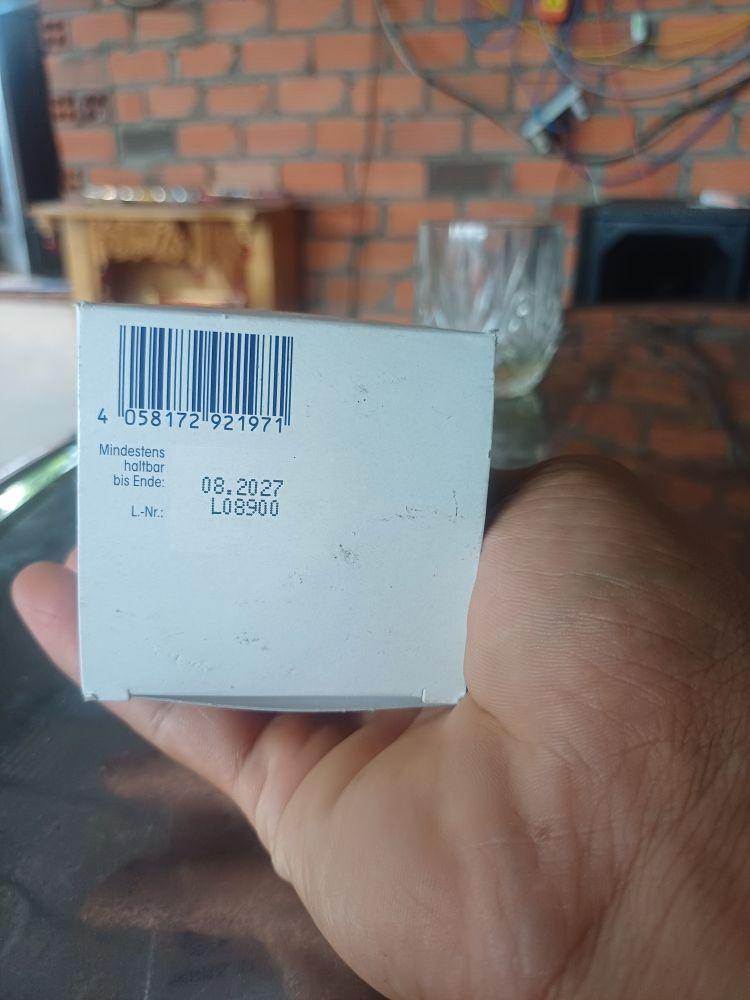 4 058172 921971
Mindestens
haltbar
bis Ende: 08.2027
L.-Nr.: L08900